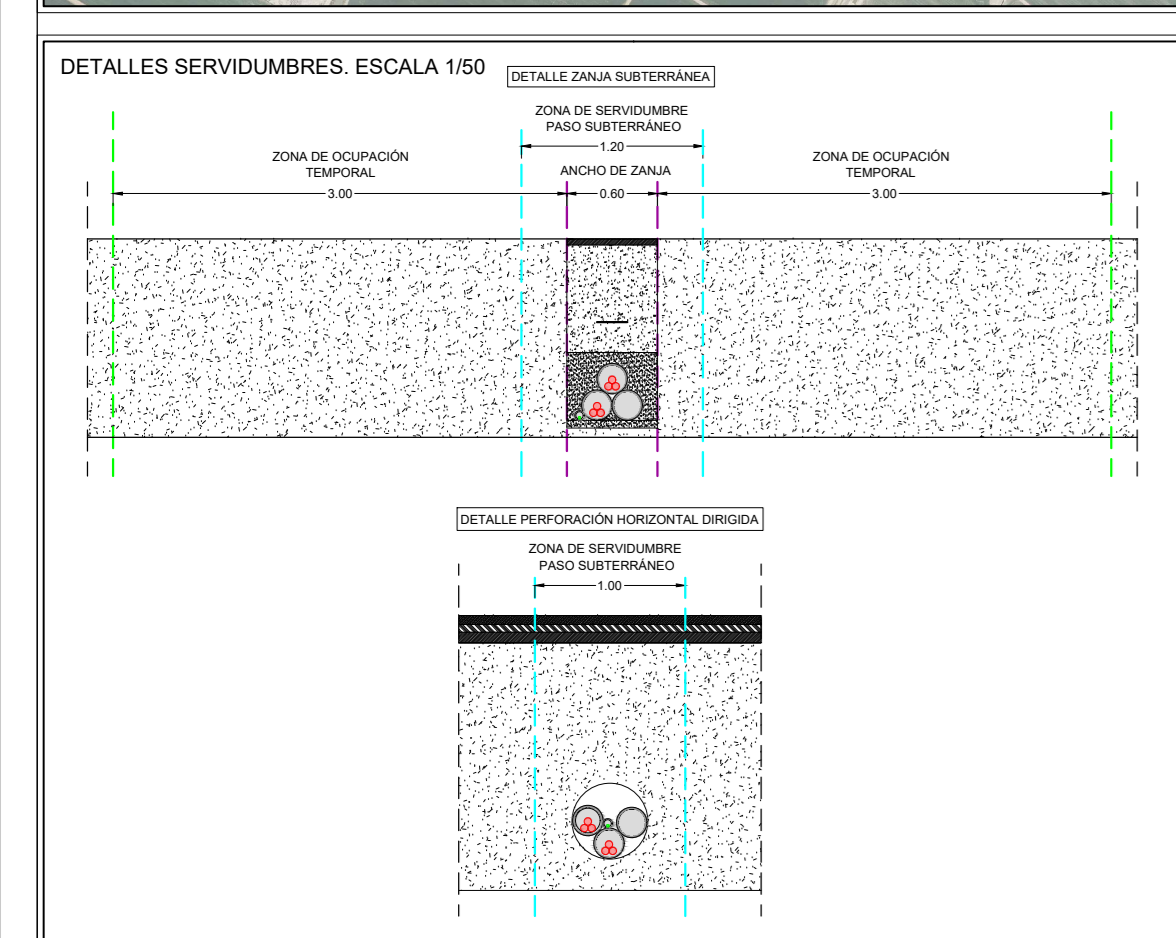 DETALLES SERVIDUMBRES. ESCALA 1/50
DETALLE ZANJA SUBTERRÁNEA
ZONA DE SERVIDUMBRE
PASO SUBTERRÁNEO
1.20
ZONA DE OCUPACIÓN
TEMPORAL
3.00
ANCHO DE ZANJA
0.60
ZONA DE OCUPACIÓN
TEMPORAL
3.00
DETALLE PERFORACIÓN HORIZONTAL DIRIGIDA
ZONA DE SERVIDUMBRE
PASO SUBTERRÁNEO
1.00